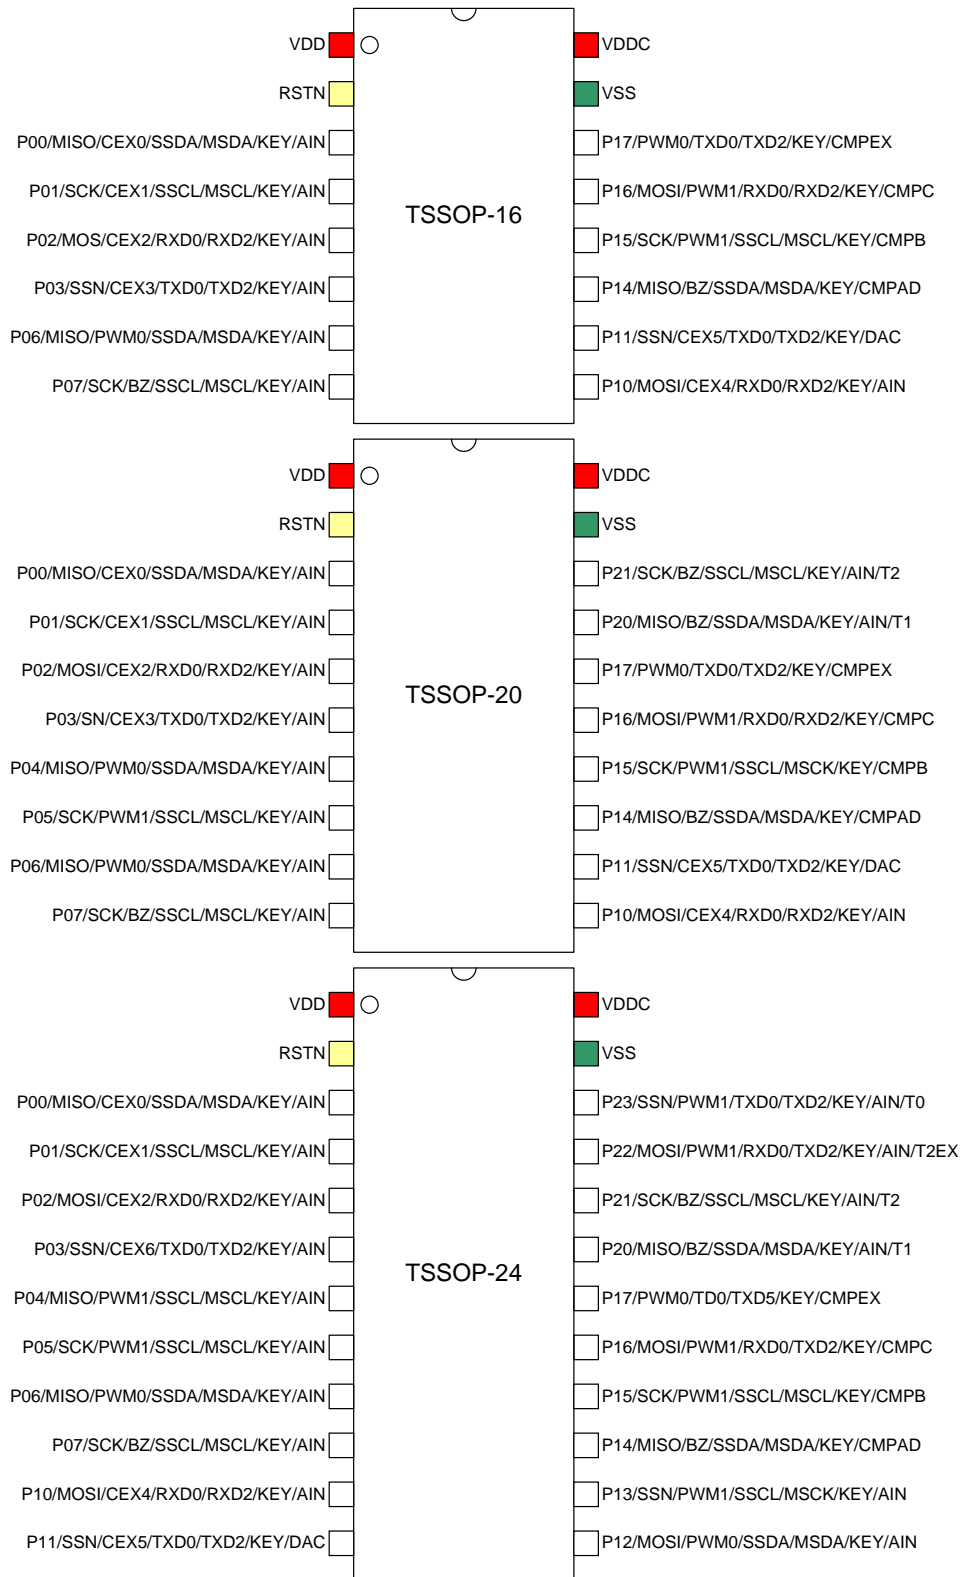 VDD VDDC
RSTN VSS
P00/MISO/CEX0/SSDA/MSDA/KEY/AIN P17/PWM0/TXD0/TXD2/KEY/CMPEX
P01/SCK/CEX1/SSCL/MSCL/KEY/AIN P16/MOSI/PWM1/RXD0/RXD2/KEY/CMPC
TSSOP-16
P02/MOS/CEX2/RXD0/RXD2/KEY/AIN P15/SCK/PWM1/SSCL/MSCL/KEY/CMPB
P03/SSN/CEX3/TXD0/TXD2/KEY/AIN P14/MISO/BZ/SSDA/MSDA/KEY/CMPAD
P06/MISO/PWM0/SSDA/MSDA/KEY/AIN P11/SSN/CEX5/TXD0/TXD2/KEY/DAC
P07/SCK/BZ/SSCL/MSCL/KEY/AIN P10/MOSI/CEX4/RXD0/RXD2/KEY/AIN
VDD VDDC
RSTN VSS
P00/MISO/CEX0/SSDA/MSDA/KEY/AIN P21/SCK/BZ/SSCL/MSCL/KEY/AIN/T2
P01/SCK/CEX1/SSCL/MSCL/KEY/AIN P20/MISO/BZ/SSDA/MSDA/KEY/AIN/T1
P02/MOSI/CEX2/RXD0/RXD2/KEY/AIN P17/PWM0/TXD0/TXD2/KEY/CMPEX
TSSOP-20
P03/SN/CEX3/TXD0/TXD2/KEY/AIN P16/MOSI/PWM1/RXD0/RXD2/KEY/CMPC
P04/MISO/PWM0/SSDA/MSDA/KEY/AIN P15/SCK/PWM1/SSCL/MSCK/KEY/CMPB
P05/SCK/PWM1/SSCL/MSCL/KEY/AIN P14/MISO/BZ/SSDA/MSDA/KEY/CMPAD
P06/MISO/PWM0/SSDA/MSDA/KEY/AIN P11/SSN/CEX5/TXD0/TXD2/KEY/DAC
P07/SCK/BZ/SSCL/MSCL/KEY/AIN P10/MOSI/CEX4/RXD0/RXD2/KEY/AIN
VDD VDDC
RSTN VSS
P00/MISO/CEX0/SSDA/MSDA/KEY/AIN P23/SSN/PWM1/TXD0/TXD2/KEY/AIN/T0
P01/SCK/CEX1/SSCL/MSCL/KEY/AIN P22/MOSI/PWM1/RXD0/TXD2/KEY/AIN/T2EX
P02/MOSI/CEX2/RXD0/RXD2/KEY/AIN P21/SCK/BZ/SSCL/MSCL/KEY/AIN/T2
P03/SSN/CEX6/TXD0/TXD2/KEY/AIN P20/MISO/BZ/SSDA/MSDA/KEY/AIN/T1
TSSOP-24
P04/MISO/PWM1/SSCL/MSCL/KEY/AIN P17/PWM0/TD0/TXD5/KEY/CMPEX
P05/SCK/PWM1/SSCL/MSCL/KEY/AIN P16/MOSI/PWM1/RXD0/TXD2/KEY/CMPC
P06/MISO/PWM0/SSDA/MSDA/KEY/AIN P15/SCK/PWM1/SSCL/MSCL/KEY/CMPB
P07/SCK/BZ/SSCL/MSCL/KEY/AIN P14/MISO/BZ/SSDA/MSDA/KEY/CMPAD
P10/MOSI/CEX4/RXD0/RXD2/KEY/AIN P13/SSN/PWM1/SSCL/MSCK/KEY/AIN
P11/SSN/CEX5/TXD0/TXD2/KEY/DAC P12/MOSI/PWM0/SSDA/MSDA/KEY/AIN